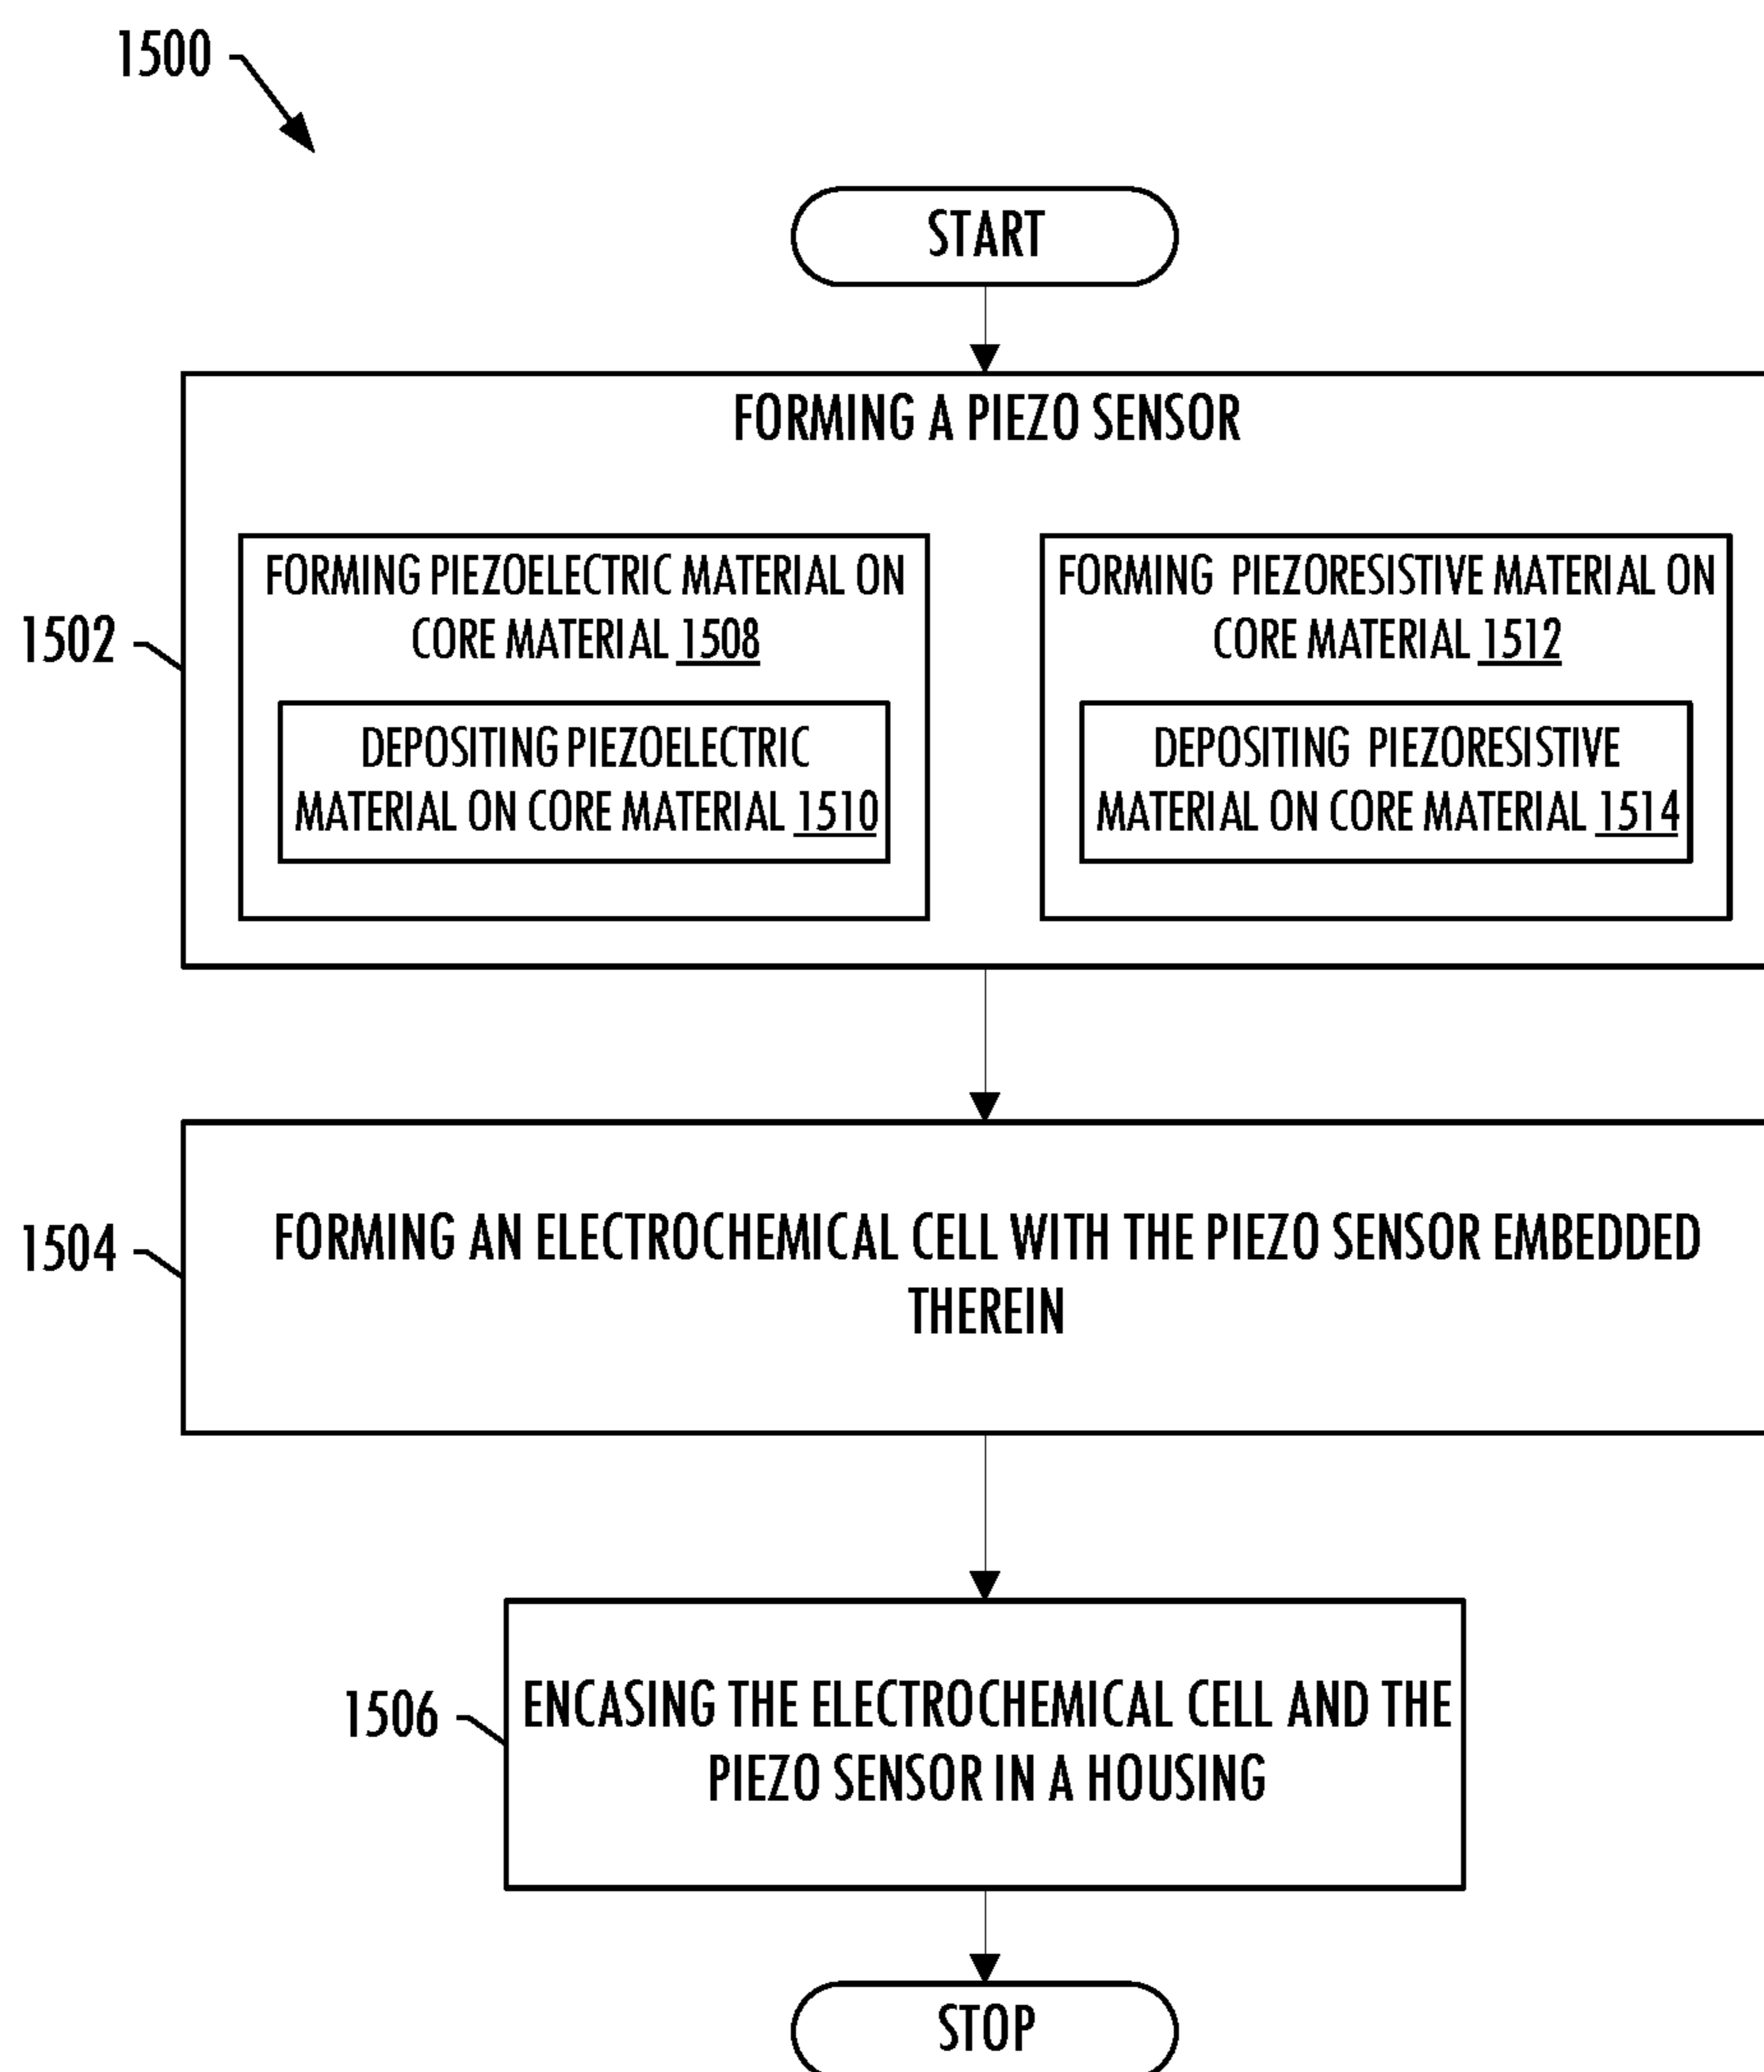 1500
START
FORMING A PIEZO SENSOR
FORMING PIEZOELECTRIC MATERIAL ON
CORE MATERIAL 1508
DEPOSITING PIEZOELECTRIC
MATERIAL ON CORE MATERIAL 1510
FORMING PIEZORESISTIVE MATERIAL ON
CORE MATERIAL 1512
DEPOSITING PIEZORESISTIVE
MATERIAL ON CORE MATERIAL 1514
1502
FORMING AN ELECTROCHEMICAL CELL WITH THE PIEZO SENSOR EMBEDDED
THEREIN
1504
ENCASING THE ELECTROCHEMICAL CELL AND THE
PIEZO SENSOR IN A HOUSING
1506
STOP